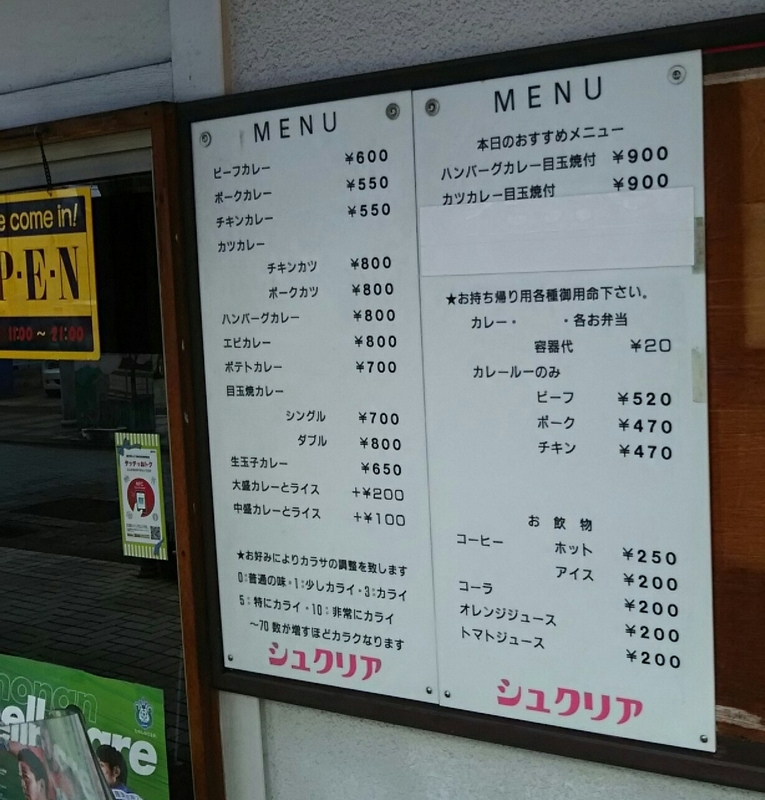 e come in!
P·E·N
11:00 ~ 21:00
MENU
ビーフカレー ¥600
ポークカレー ¥550
チキンカレー ¥550
カツカレー
チキンカツ ¥800
ポークカツ ¥800
ハンバーグカレー ¥800
エビカレー ¥800
ポテトカレー ¥700
目玉焼カレー
シングル ¥700
ダブル ¥800
生玉子カレー ¥650
大盛カレーとライス +¥200
中盛カレーとライス +¥100
★お好みによりカラサの調整を致します
0:普通の味・1:少しカライ・3:カライ
5:特にカライ・10:非常にカライ
～70 数が増すほどカラクなります
シュクリア
MENU
本日のおすすめメニュー
ハンバーグカレー目玉焼付 ¥900
カツカレー目玉焼付 ¥900
★お持ち帰り用各種御用命下さい。
カレー・ ・各お弁当
容器代 ¥20
カレールーのみ
ビーフ ¥520
ポーク ¥470
チキン ¥470
お飲物
コーヒー ホット ¥250
アイス ¥200
コーラ ¥200
オレンジジュース ¥200
トマトジュース ¥200
シュクリア